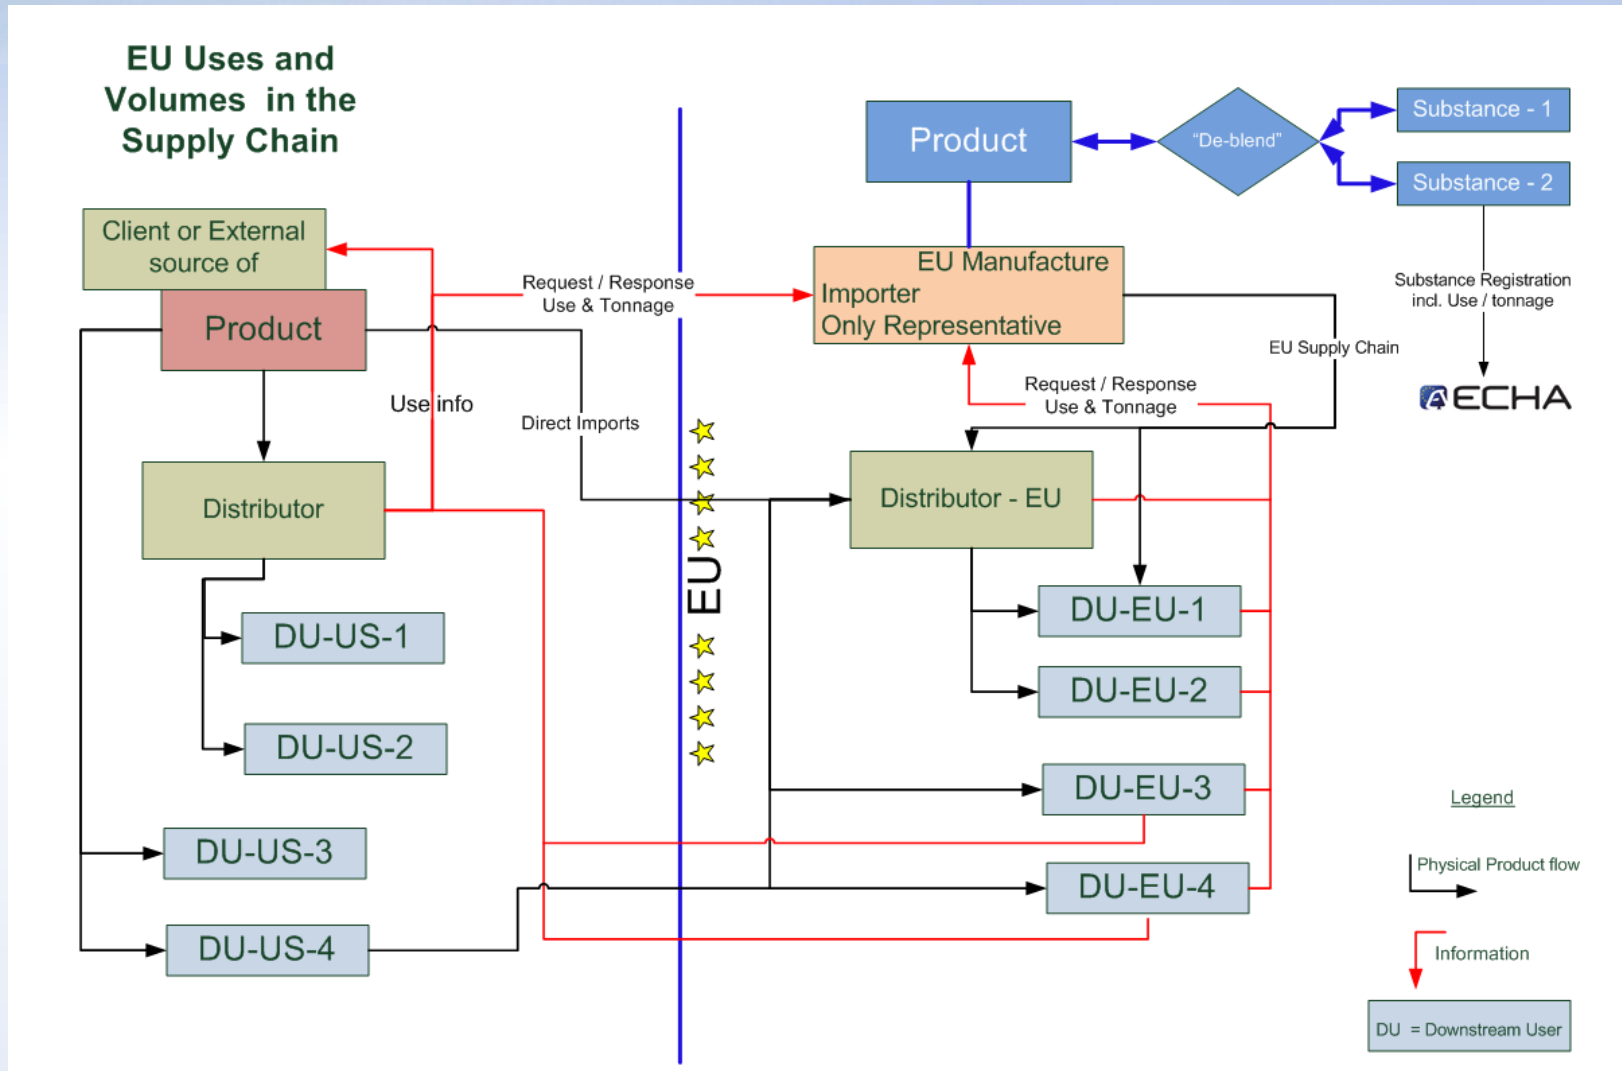 EU Uses and
Volumes in the
Supply Chain
Client or External
source of
Product
Use info
Distributor
DU-US-1
DU-US-2
DU-US-3
DU-US-4
Request / Response
Use & Tonnage
Direct Imports
EU
Product
"De-blend"
Substance - 1
Substance - 2
EU Manufacture
Importer
Only Representative
Substance Registration
incl. Use / tonnage
EU Supply Chain
ECHA
Request / Response
Use & Tonnage
Distributor - EU
DU-EU-1
DU-EU-2
DU-EU-3
DU-EU-4
Legend
Physical Product flow
Information
DU = Downstream User